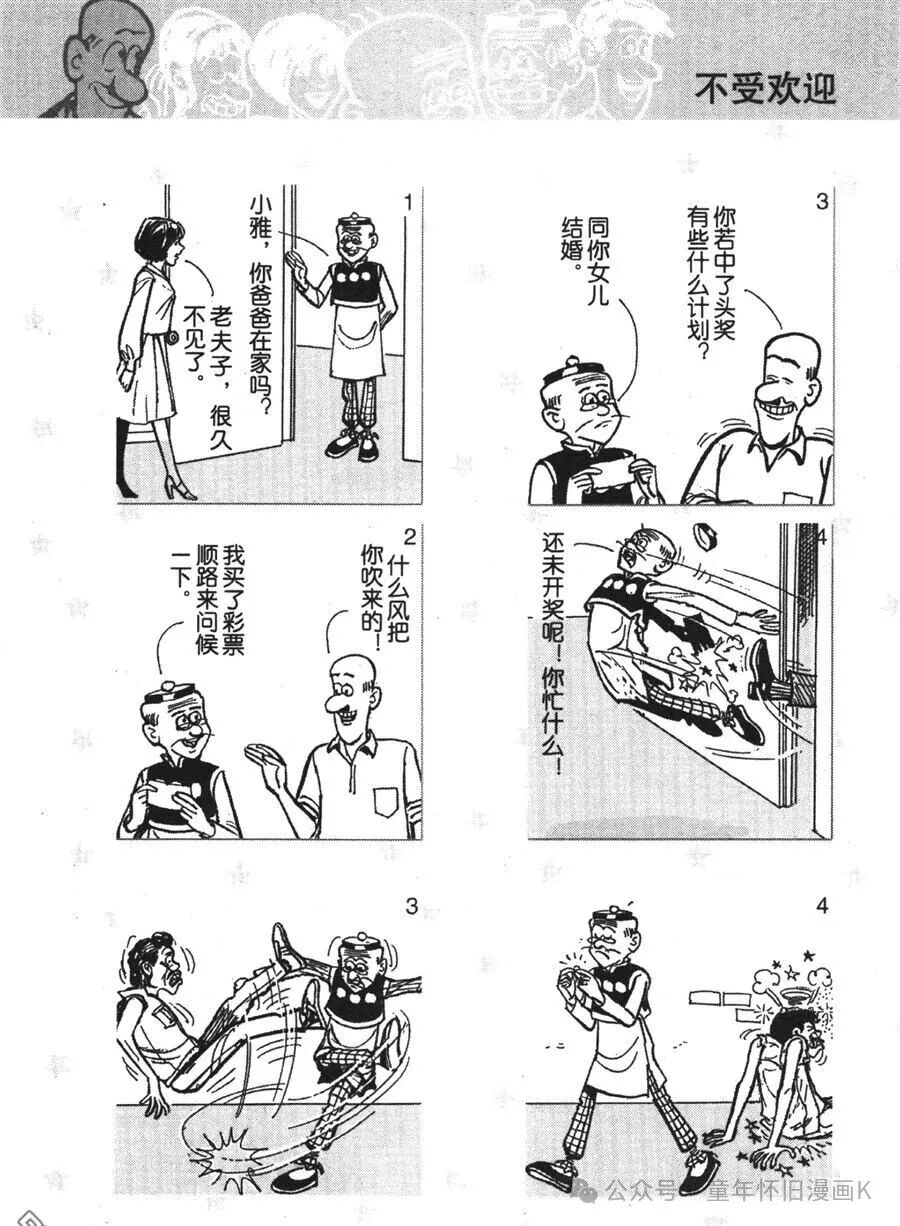 不受欢迎
1
小雅，你爸爸在家吗？
老夫子，很久
不见了。
2
什么风把
你吹来的！
我买了彩票
顺路来问候
一下。
3
你若中了头奖
有些什么计划？
同你女儿
结婚。
4
还未开奖呢！你忙什么！
3
4
公众号·童年怀旧漫画K